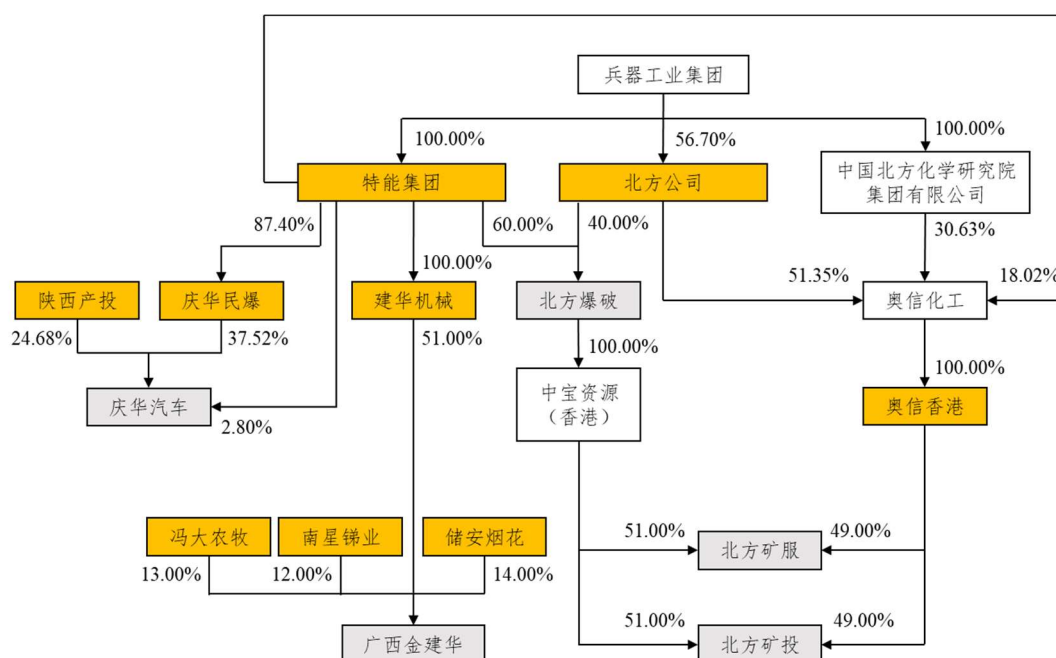 兵器工业集团
100.00%
56.70%
100.00%
特能集团
北方公司
中国北方化学研究院
集团有限公司
87.40%
60.00%
40.00%
30.63%
100.00%
51.35%
18.02%
陕西产投
庆华民爆
建华机械
北方爆破
奥信化工
24.68%
37.52%
51.00%
100.00%
100.00%
庆华汽车
中宝资源
（香港）
奥信香港
2.80%
冯大农牧
南星锑业
储安烟花
51.00%
北方矿服
49.00%
13.00%
12.00%
14.00%
广西金建华
51.00%
北方矿投
49.00%